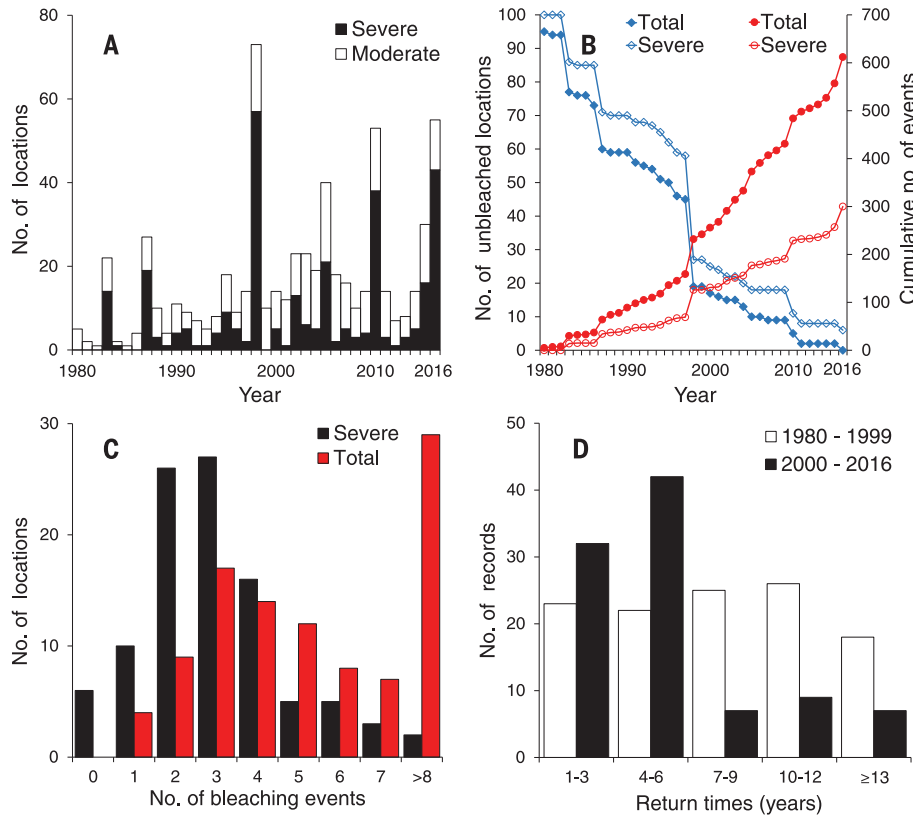 A
Severe
Moderate
No. of locations
80
60
40
20
0
1980 1990 2000 2010 2016
Year
B
Total Total
Severe Severe
No. of unbleached locations
100
90
80
70
60
50
40
30
20
10
0
Cumulative no. of events
700
600
500
400
300
200
100
0
1980 1990 2000 2010 2016
Year
C
Severe
Total
No. of locations
30
20
10
0
0 1 2 3 4 5 6 7 >8
No. of bleaching events
D
1980 - 1999
2000 - 2016
No. of records
50
40
30
20
10
0
1-3 4-6 7-9 10-12 ≥13
Return times (years)